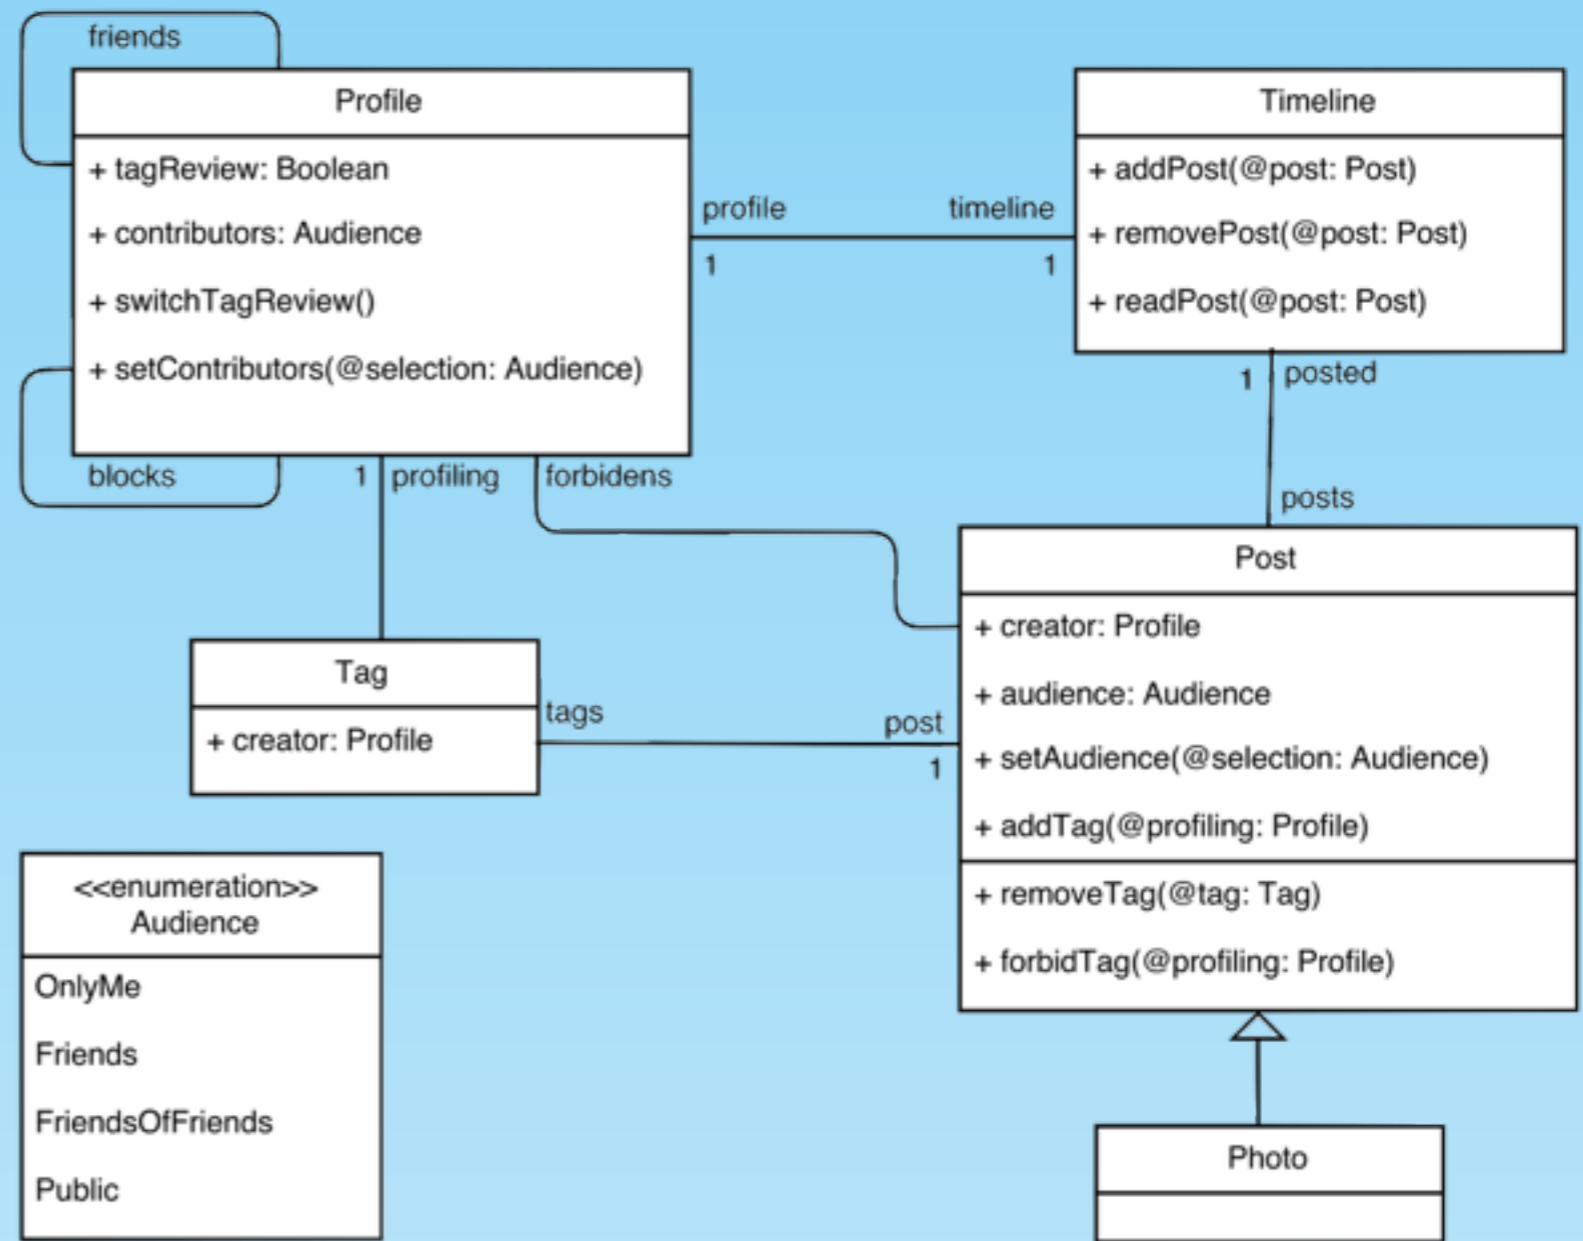 friends
Profile
+ tagReview: Boolean
+ contributors: Audience
+ switchTagReview()
+ setContributors(@selection: Audience)
blocks
1 profiling
forbidens
profile
1
timeline
1
Timeline
+ addPost(@post: Post)
+ removePost(@post: Post)
+ readPost(@post: Post)
1 posted
posts
Post
+ creator: Profile
+ audience: Audience
+ setAudience(@selection: Audience)
+ addTag(@profiling: Profile)
+ removeTag(@tag: Tag)
+ forbidTag(@profiling: Profile)
Tag
+ creator: Profile
tags
post
1
<<enumeration>>
Audience
OnlyMe
Friends
FriendsOfFriends
Public
Photo